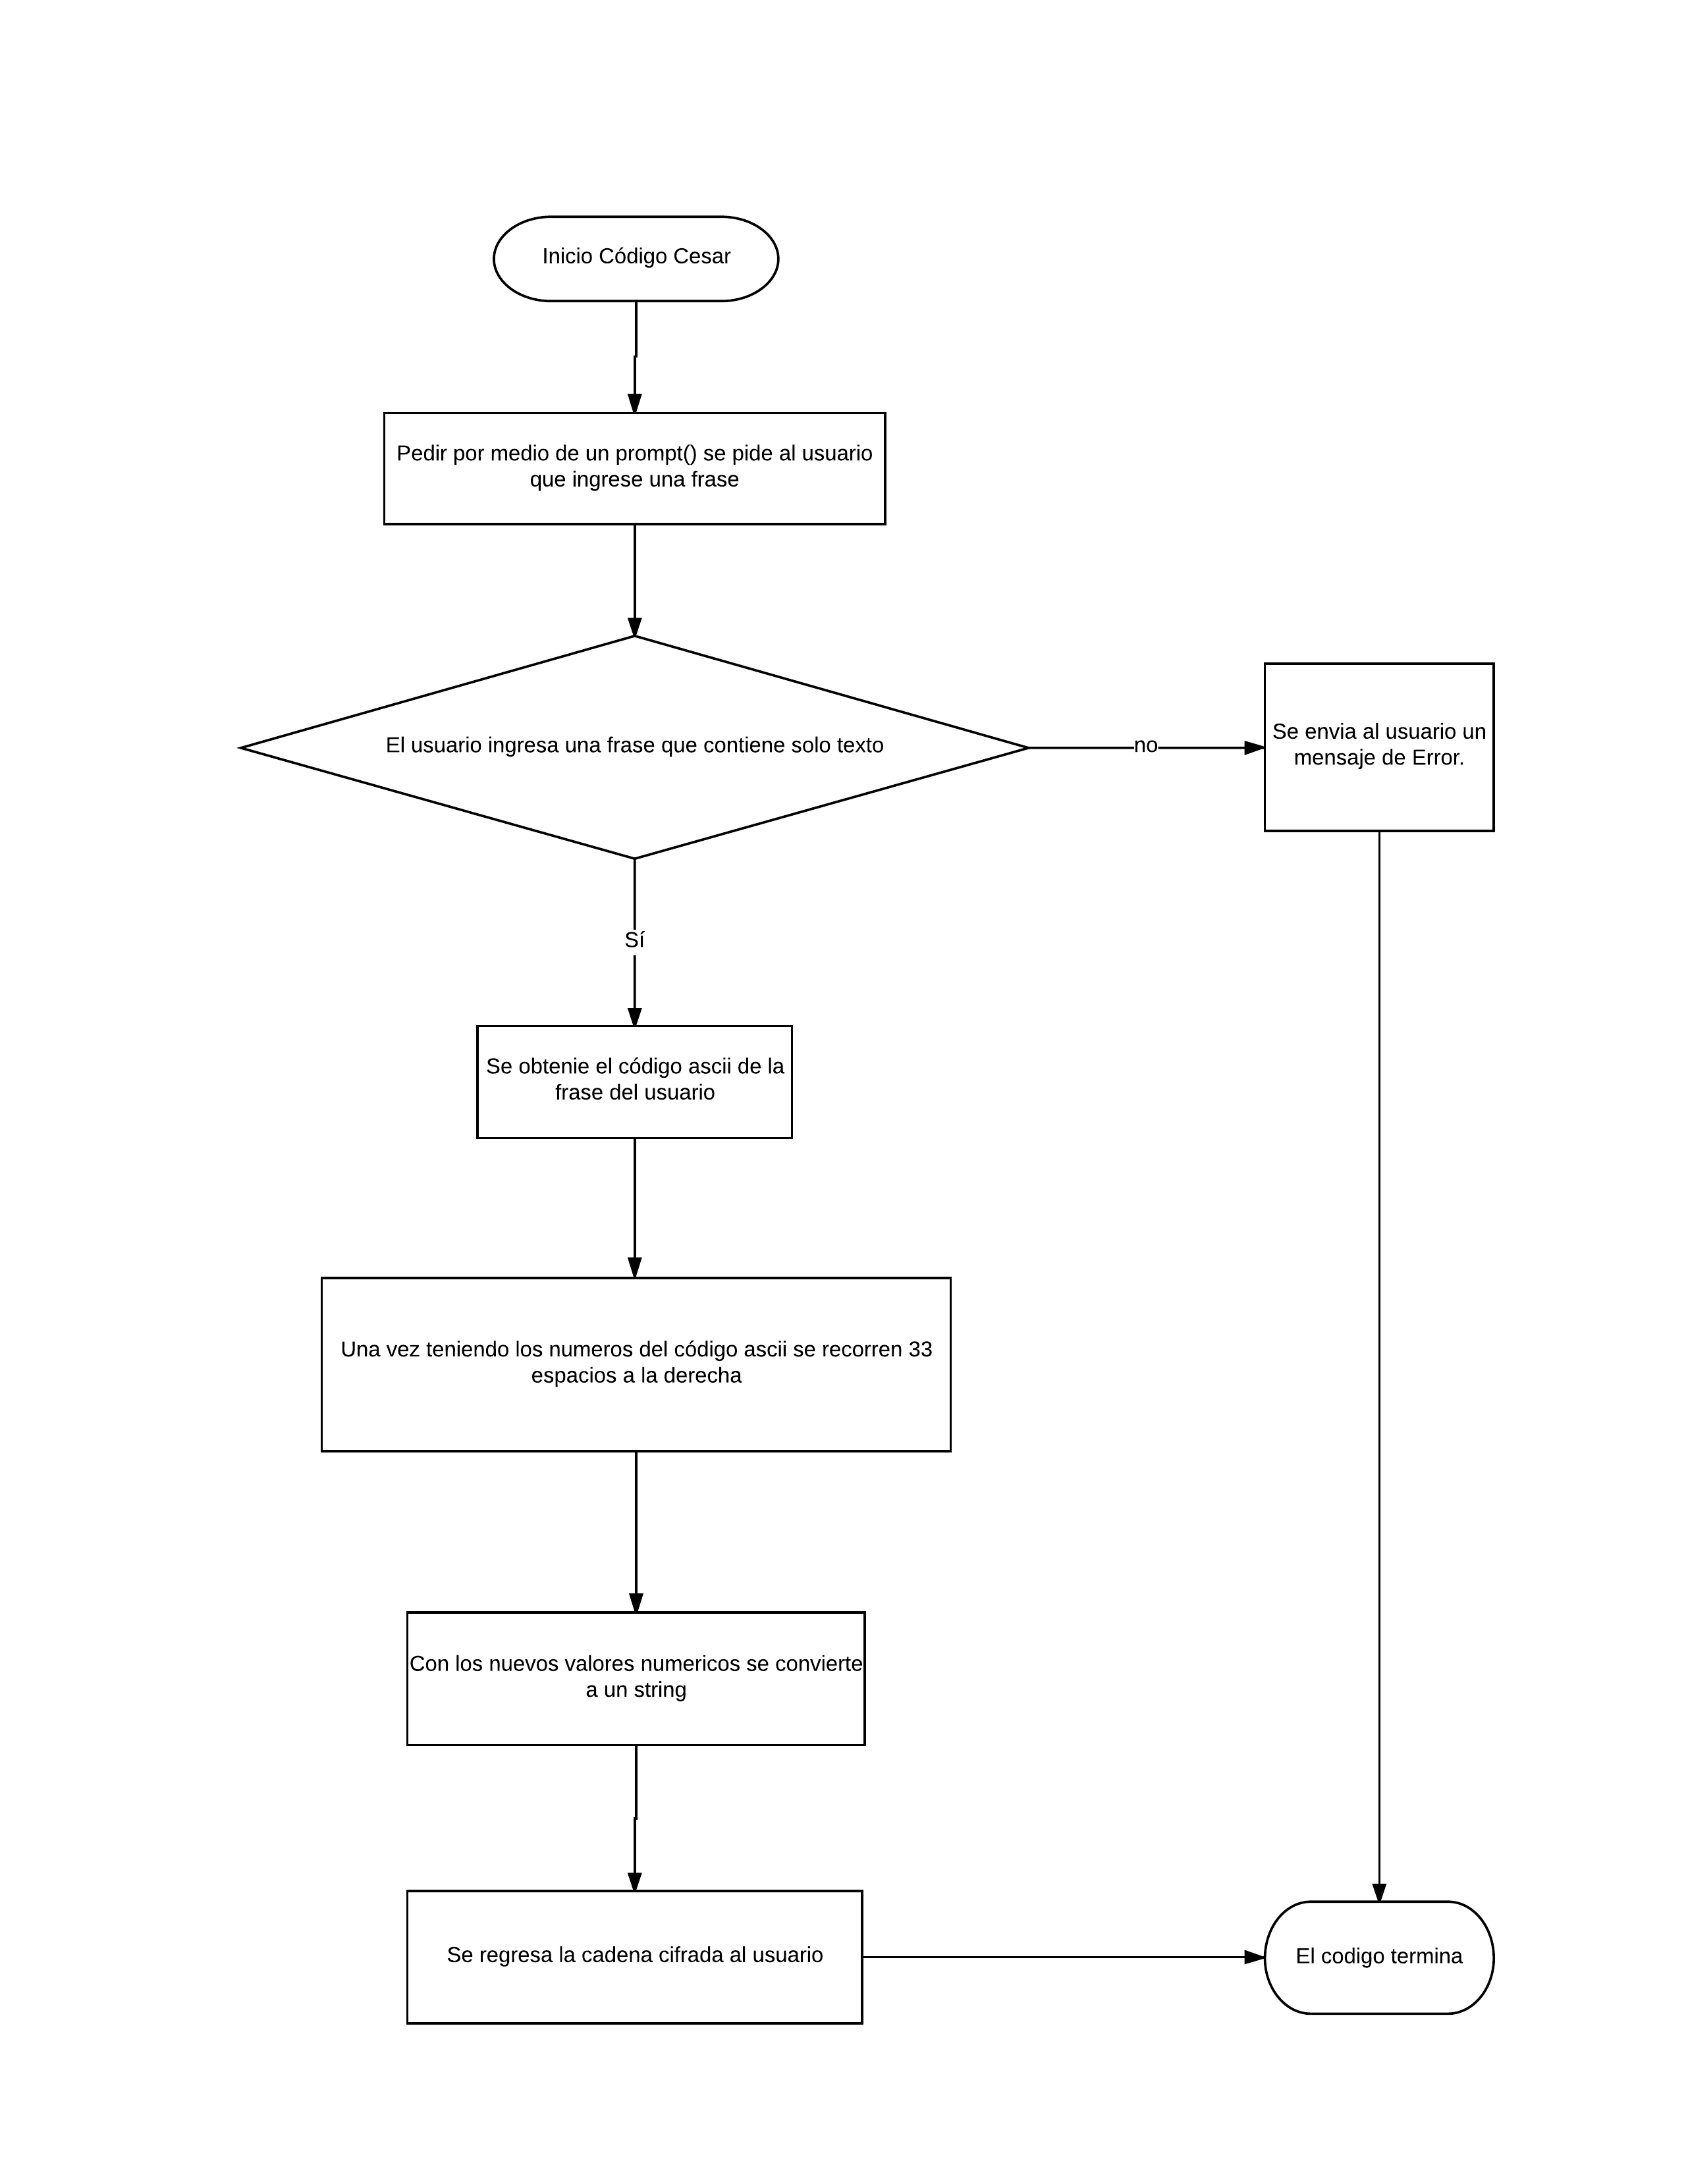 Inicio Código Cesar
Pedir por medio de un prompt() se pide al usuario
que ingrese una frase
El usuario ingresa una frase que contiene solo texto
no
Se envia al usuario un
mensaje de Error.
Sí
Se obtenie el código ascii de la
frase del usuario
Una vez teniendo los numeros del código ascii se recorren 33
espacios a la derecha
Con los nuevos valores numericos se convierte
a un string
Se regresa la cadena cifrada al usuario
El codigo termina